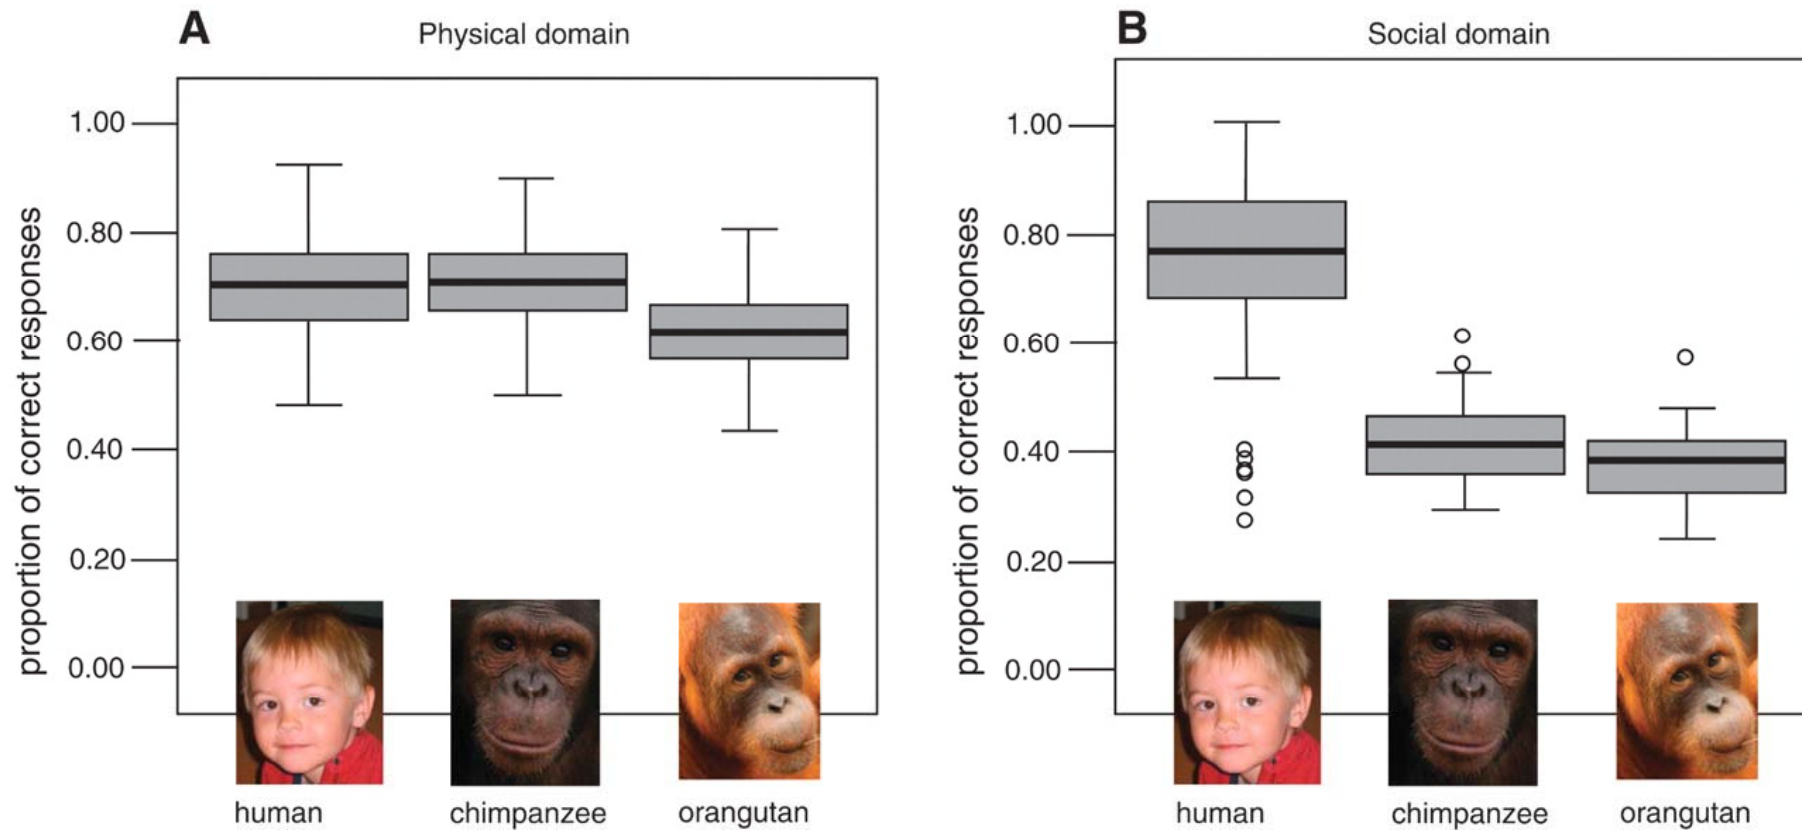 A
Physical domain
proportion of correct responses
1.00
0.80
0.60
0.40
0.20
0.00
human
chimpanzee
orangutan
B
Social domain
proportion of correct responses
1.00
0.80
0.60
0.40
0.20
0.00
human
chimpanzee
orangutan